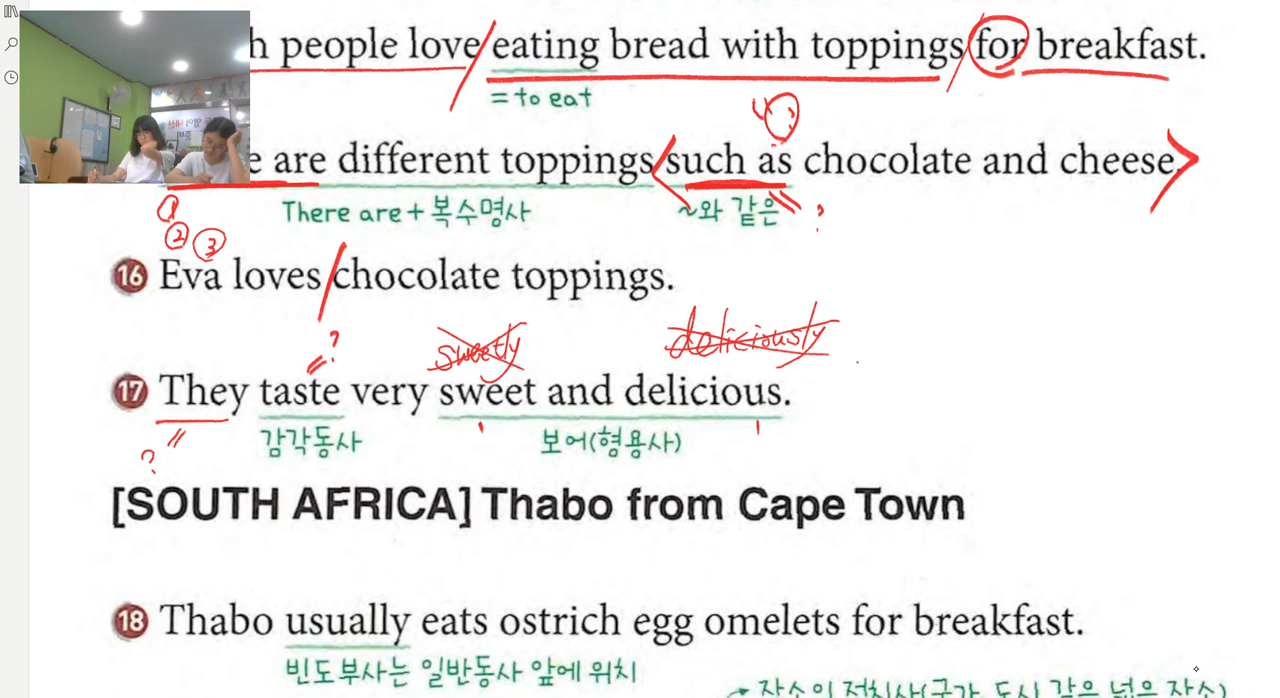 h people love eating bread with toppings for breakfast.
= to eat
e are different toppings such as chocolate and cheese.
There are + 복수명사 ~와 같은 ?
① ② ③
16 Eva loves chocolate toppings.
?
sweetly deliciously
17 They taste very sweet and delicious.
감각동사 보어(형용사)
?
[SOUTH AFRICA] Thabo from Cape Town
18 Thabo usually eats ostrich egg omelets for breakfast.
빈도부사는 일반동사 앞에 위치